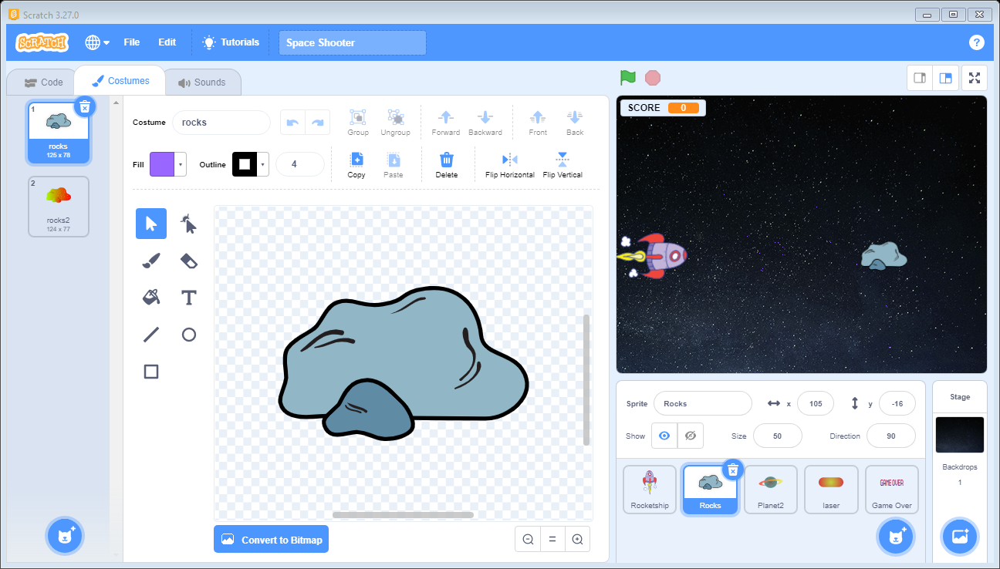 Scratch 3.27.0
SCRATCH
File
Edit
Tutorials
Space Shooter
?
Code
Costumes
Sounds
1
rocks
125 x 78
2
rocks2
124 x 77
Costume
rocks
Group
Ungroup
Forward
Backward
Front
Back
Fill
Outline
4
Copy
Paste
Delete
Flip Horizontal
Flip Vertical
Convert to Bitmap
SCORE 0
Sprite
Rocks
x
105
y
-16
Show
Size
50
Direction
90
Rocketship
Rocks
Planet2
laser
GAME OVER
Game Over
Stage
Backdrops
1